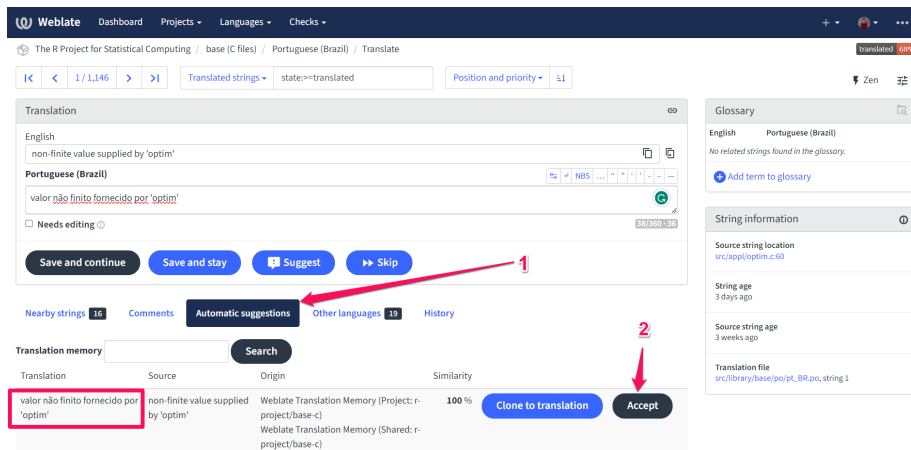 Weblate Dashboard Projects Languages Checks
The R Project for Statistical Computing / base (C files) / Portuguese (Brazil) / Translate
translated 68%
1 / 1,146 Translated strings state:>=translated Position and priority
Zen
Translation
English
non-finite value supplied by 'optim'
Portuguese (Brazil)
NBS … “ ” ‘ ’ - – —
valor não finito fornecido por 'optim'
Needs editing
38/360 · 36
Save and continue Save and stay Suggest Skip
1
Nearby strings 16 Comments Automatic suggestions Other languages 19 History
2
Translation memory Search
Translation Source Origin Similarity
valor não finito fornecido por non-finite value supplied Weblate Translation Memory (Project: r- 100 % Clone to translation Accept
'optim' by 'optim' project/base-c)
Weblate Translation Memory (Shared: r-
project/base-c)
Glossary
English Portuguese (Brazil)
No related strings found in the glossary.
Add term to glossary
String information
Source string location
src/appl/optim.c:60
String age
3 days ago
Source string age
3 weeks ago
Translation file
src/library/base/po/pt_BR.po, string 1